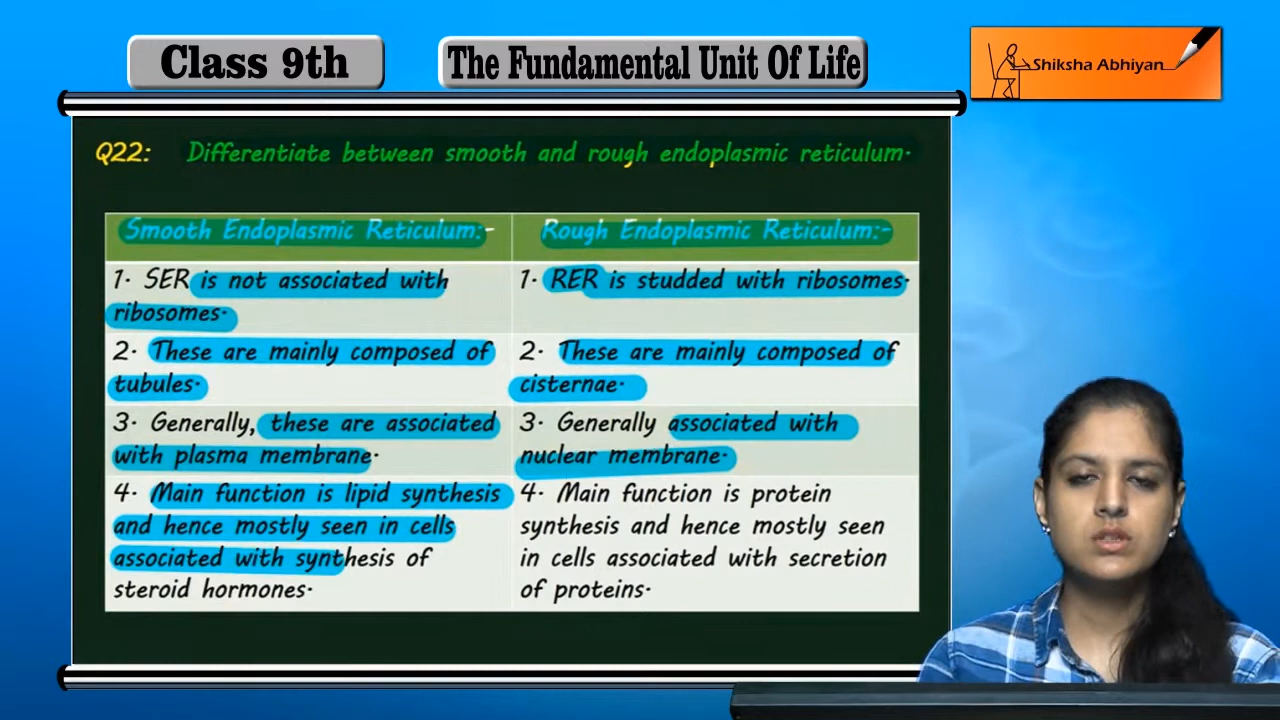 Class 9th
The Fundamental Unit Of Life
Shiksha Abhiyan
Q22: Differentiate between smooth and rough endoplasmic reticulum.
Smooth Endoplasmic Reticulum:-
Rough Endoplasmic Reticulum:-
1. SER is not associated with
ribosomes.
1. RER is studded with ribosomes.
2. These are mainly composed of
tubules.
2. These are mainly composed of
cisternae.
3. Generally, these are associated
with plasma membrane.
3. Generally associated with
nuclear membrane.
4. Main function is lipid synthesis
and hence mostly seen in cells
associated with synthesis of
steroid hormones.
4. Main function is protein
synthesis and hence mostly seen
in cells associated with secretion
of proteins.